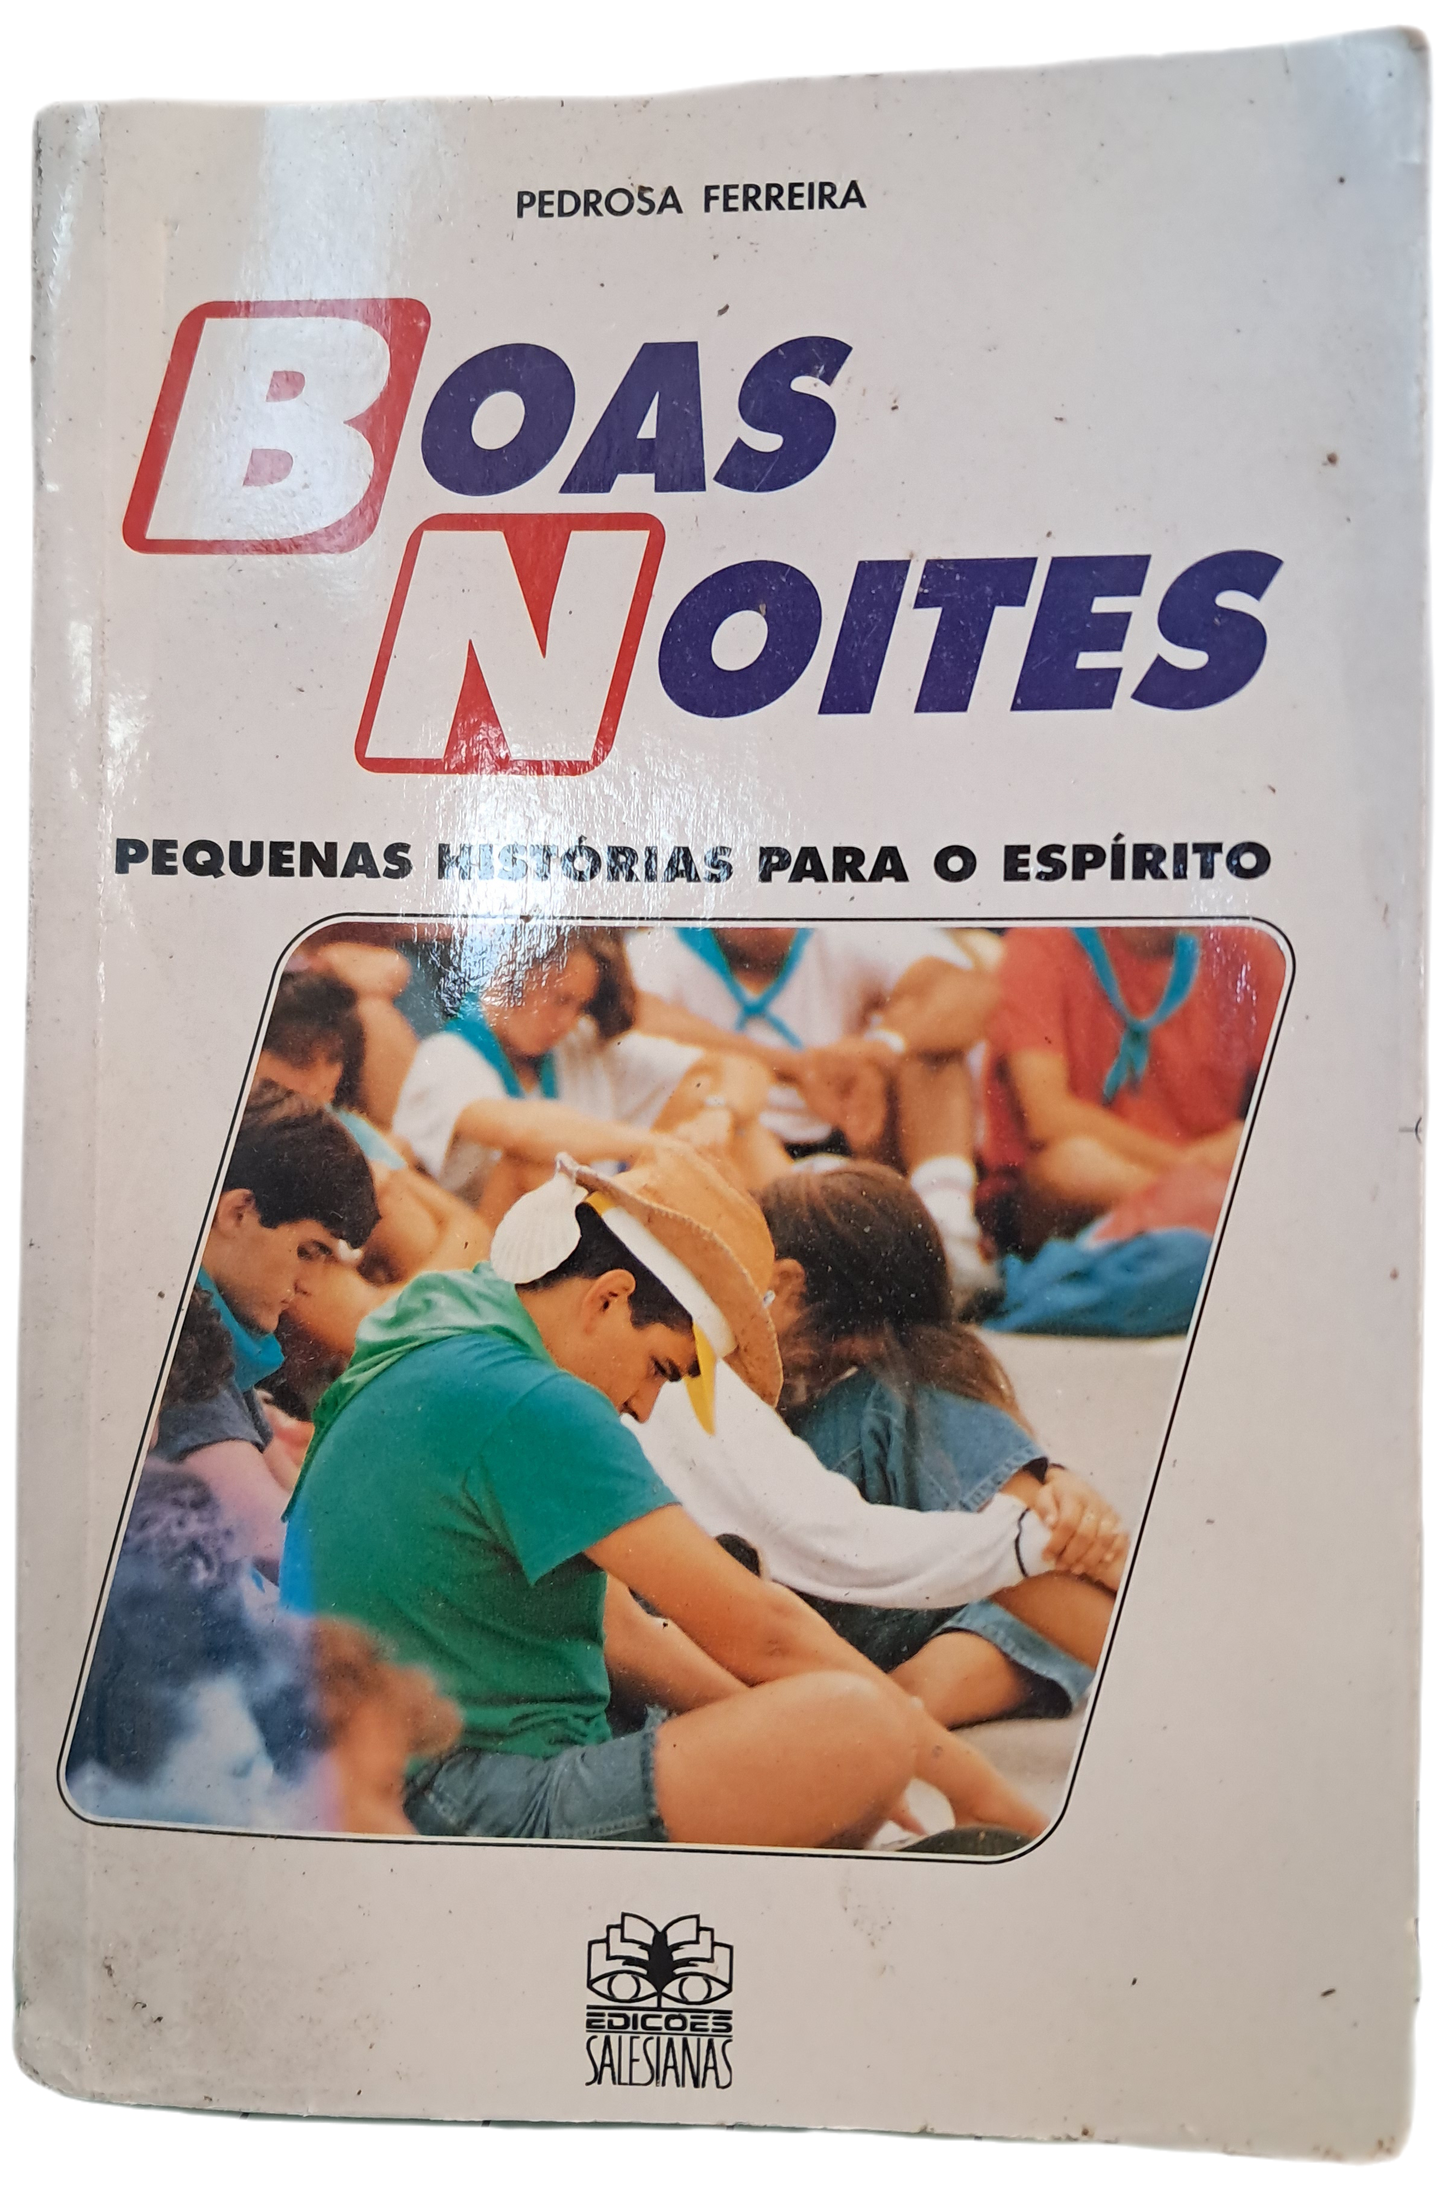 PEDROSA FERREIRA
BOAS
NOITES
PEQUENAS HISTÓRIAS PARA O ESPÍRITO
EDIÇÕES
SALESIANAS